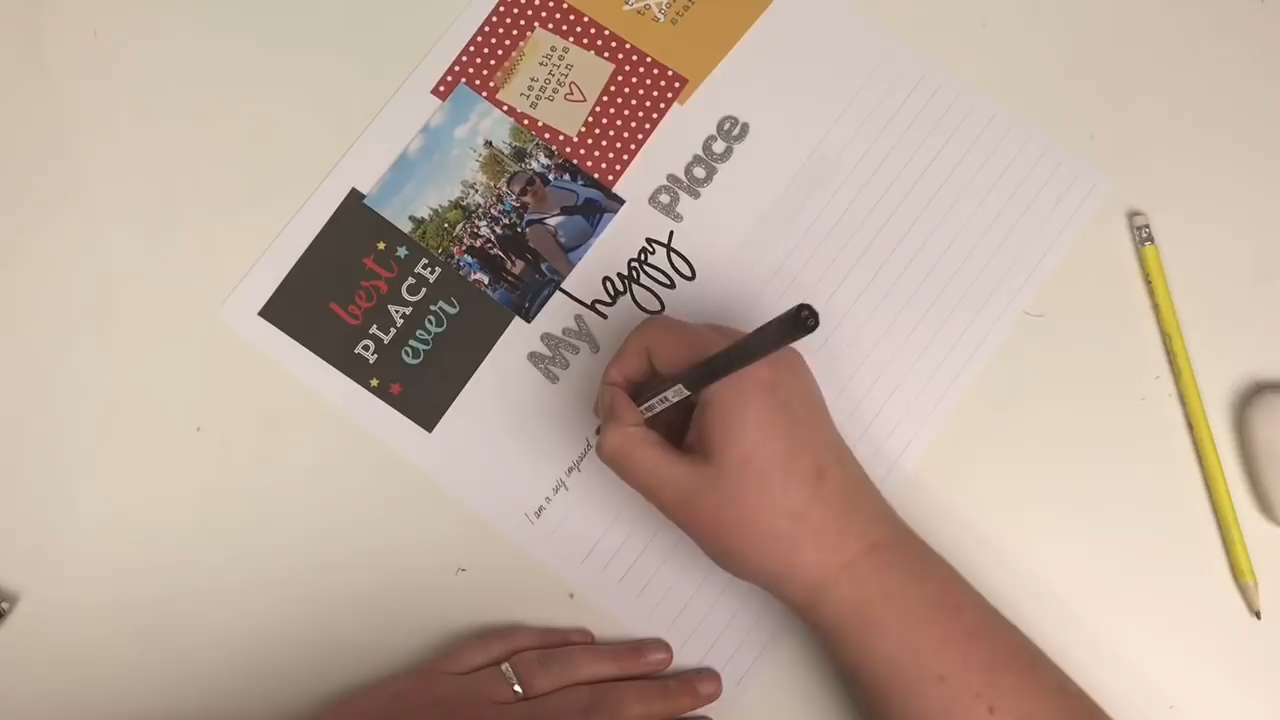 let the
memories
begin
best
PLACE
ever
My happy Place
I am a self confessed